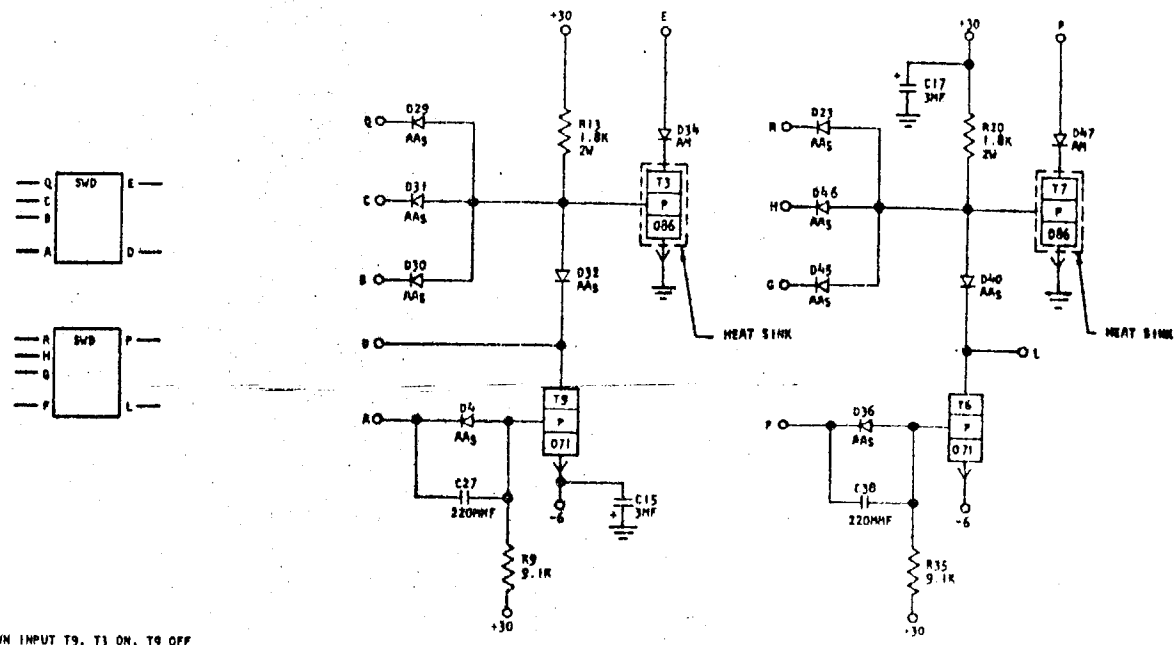 Q SWD E
C
B
A D
R SWD P
H
G
F L
+30
E
D29
AAS
Q
R13
1.8K
2W
D34
AM
T3
P
086
C
D31
AAS
B
D30
AAS
D32
AAS
HEAT SINK
D
T9
P
071
A
D4
AAS
C27
220MMF
-6
C15
3MF
+
R9
9.1K
+30
+30
P
+
C17
3MF
D23
AAS
R
R20
1.8K
2W
D47
AM
T7
P
086
H
D46
AAS
G
D45
AAS
D40
AAS
HEAT SINK
L
T6
P
071
F
D36
AAS
C38
220MMF
-6
R35
9.1K
+30
WN INPUT T9, T3 ON, T9 OFF